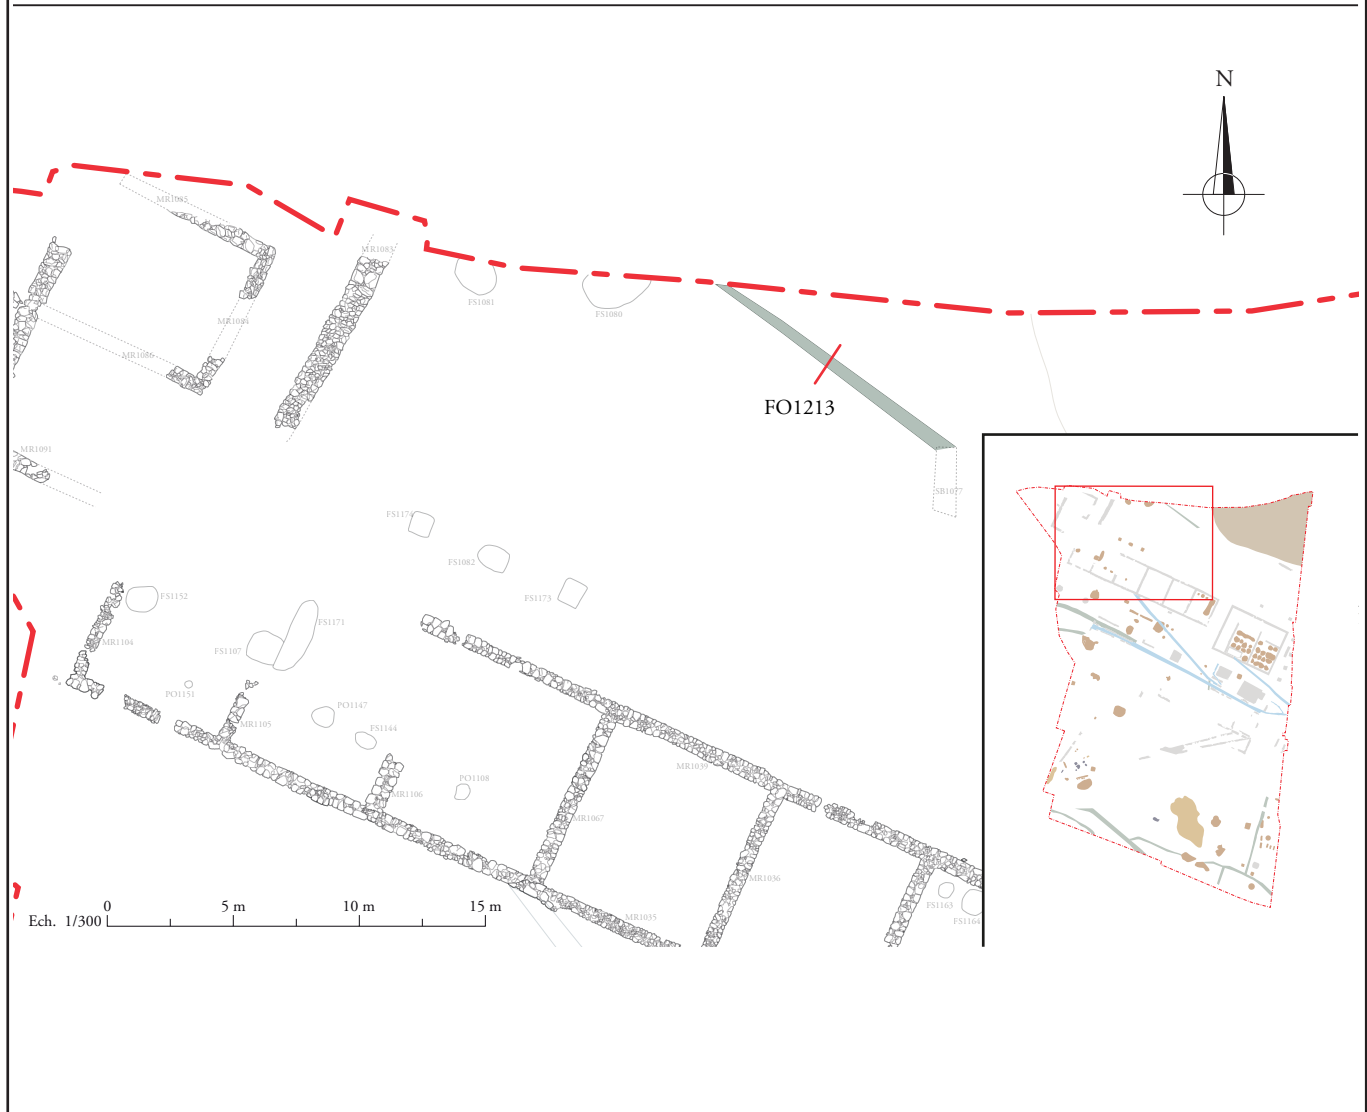 N
MR1085
MR1083
FS1081
FS1080
MR1084
MR1086
FO1213
MR1091
SB1077
FS1174
FS1082
FS1173
FS1152
FS1171
MR1104
FS1107
PO1151
PO1147
MR1105
FS1144
MR1039
PO1108
MR1106
MR1067
MR1036
FS1163
MR1035
FS1164
0 5 m 10 m 15 m
Ech. 1/300